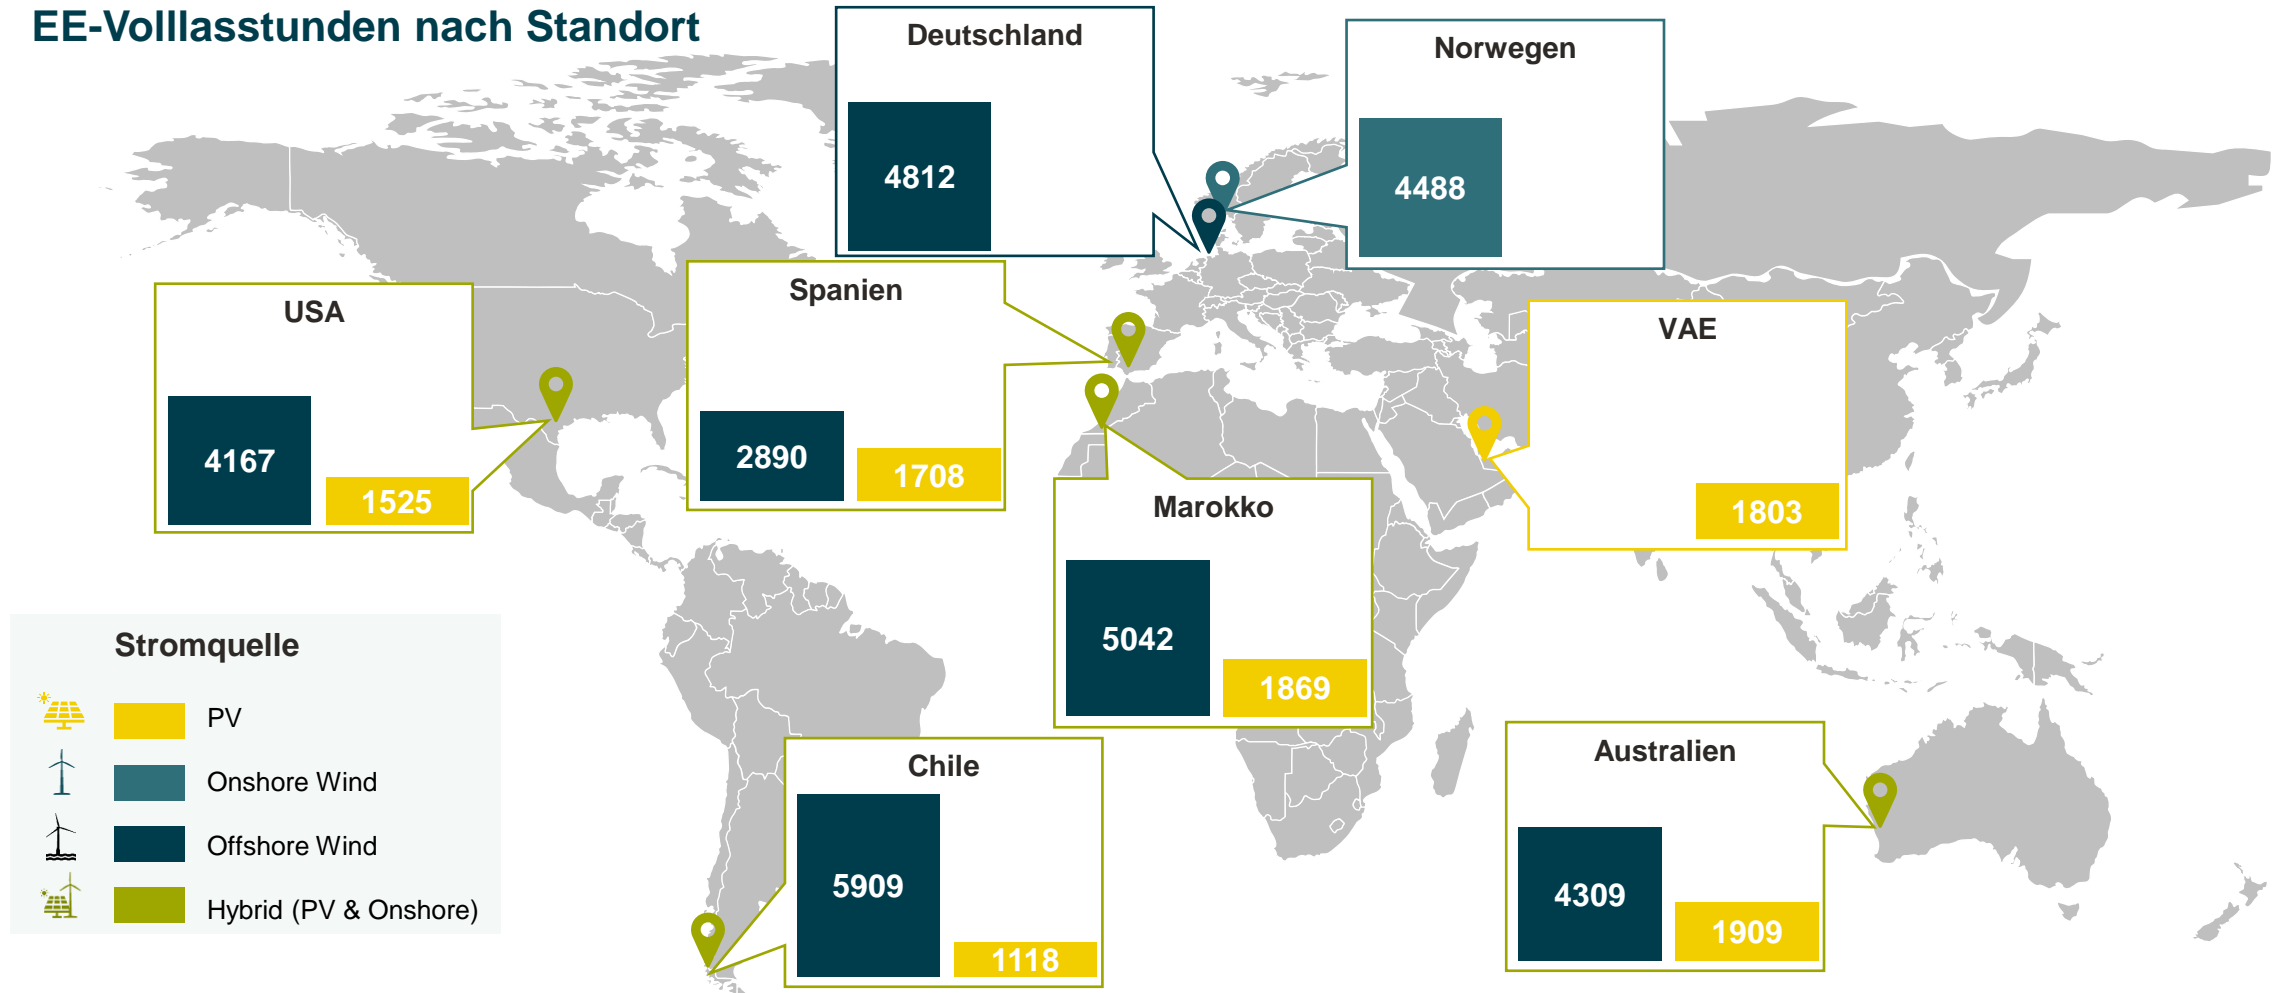 EE-Volllasstunden nach Standort
Deutschland
4812
Norwegen
4488
USA
4167
1525
Spanien
2890
1708
VAE
1803
Marokko
5042
1869
Chile
5909
1118
Australien
4309
1909
Stromquelle
PV
Onshore Wind
Offshore Wind
Hybrid (PV & Onshore)